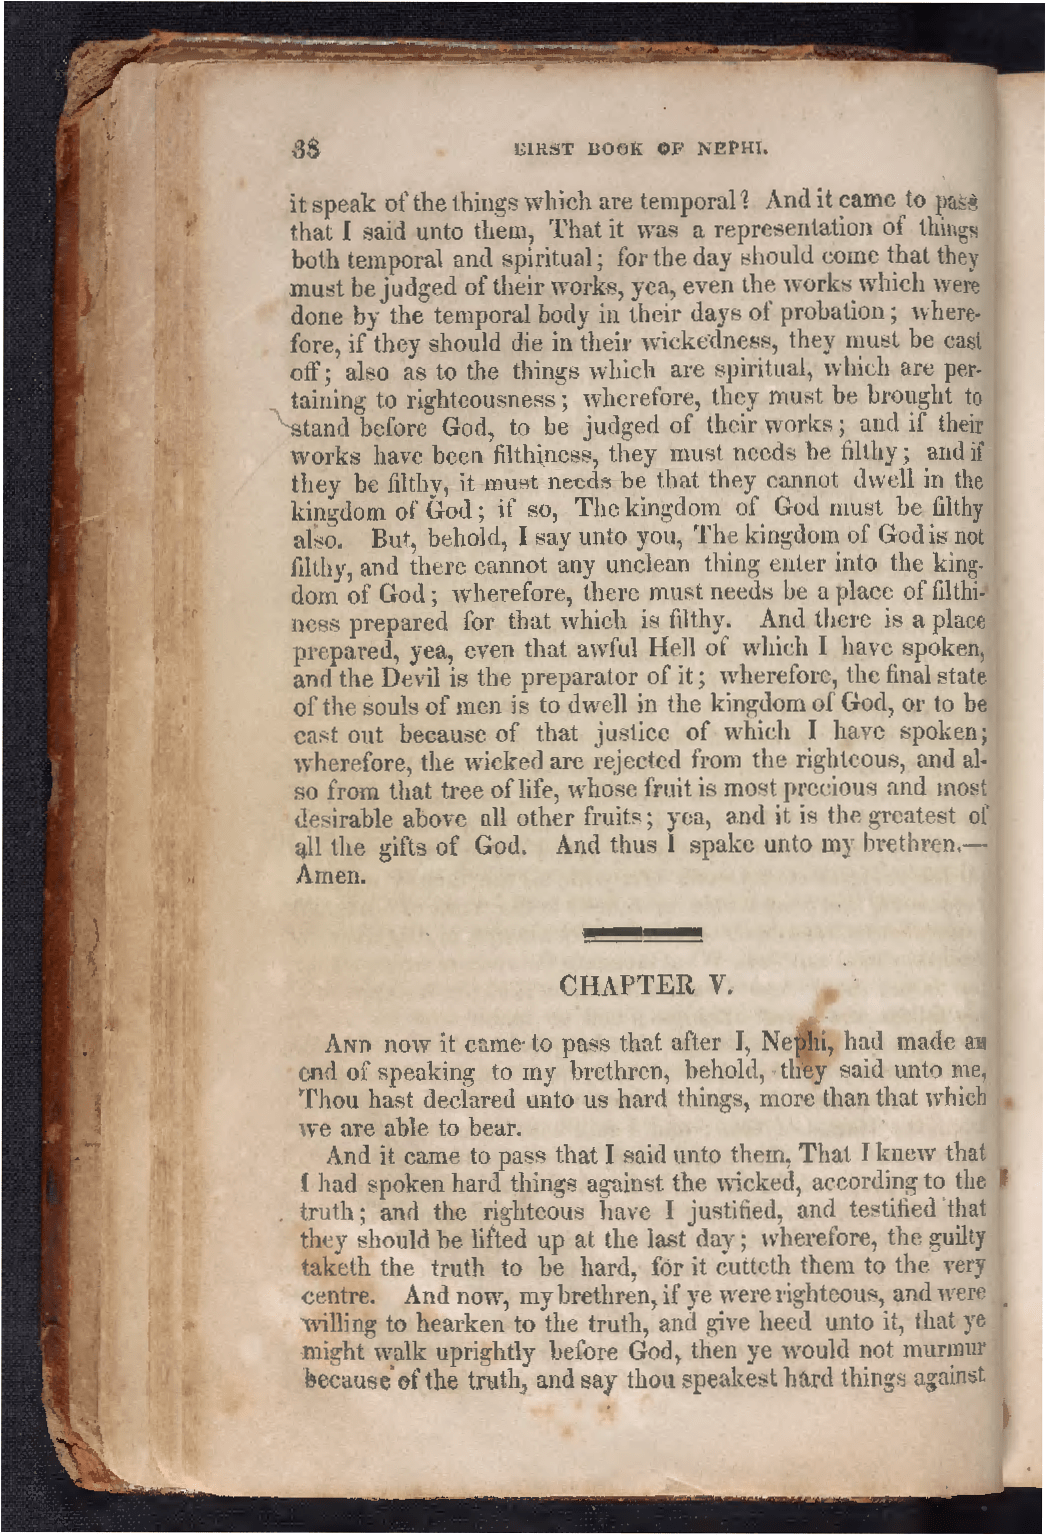 38 FIRST BOOK OF NEPHI.
it speak of the things which are temporal? And it came to pass
that I said unto them, That it was a representation of things
both temporal and spiritual; for the day should come that they
must be judged of their works, yea, even the works which were
done by the temporal body in their days of probation; where-
fore, if they should die in their wickedness, they must be cast
off; also as to the things which are spiritual, which are per-
taining to righteousness; wherefore, they must be brought to
stand before God, to be judged of their works; and if their
works have been filthiness, they must needs be filthy; and if
they be filthy, it must needs be that they cannot dwell in the
kingdom of God; if so, The kingdom of God must be filthy
also. But, behold, I say unto you, The kingdom of God is not
filthy, and there cannot any unclean thing enter into the king-
dom of God; wherefore, there must needs be a place of filthi-
ness prepared for that which is filthy. And there is a place
prepared, yea, even that awful Hell of which I have spoken,
and the Devil is the preparator of it; wherefore, the final state
of the souls of men is to dwell in the kingdom of God, or to be
cast out because of that justice of which I have spoken;
wherefore, the wicked are rejected from the righteous, and al-
so from that tree of life, whose fruit is most precious and most
desirable above all other fruits; yea, and it is the greatest of
all the gifts of God. And thus I spake unto my brethren.—
Amen.
CHAPTER V.
AND now it came to pass that after I, Nephi, had made an
end of speaking to my brethren, behold, they said unto me,
Thou hast declared unto us hard things, more than that which
we are able to bear.
And it came to pass that I said unto them, That I knew that
I had spoken hard things against the wicked, according to the
truth; and the righteous have I justified, and testified that
they should be lifted up at the last day; wherefore, the guilty
taketh the truth to be hard, for it cutteth them to the very
centre. And now, my brethren, if ye were righteous, and were
willing to hearken to the truth, and give heed unto it, that ye
might walk uprightly before God, then ye would not murmur
because of the truth, and say thou speakest hard things against